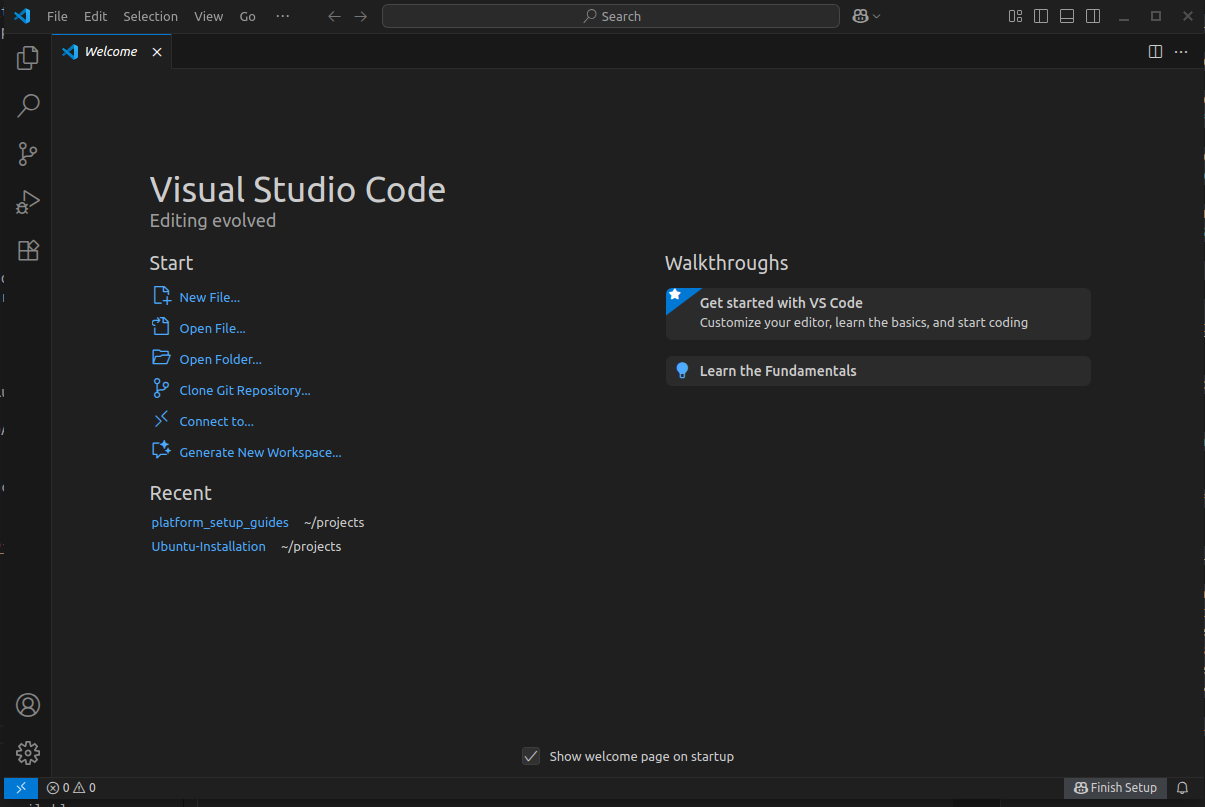 File Edit Selection View Go ··· Search
Welcome
Visual Studio Code
Editing evolved
Start
New File...
Open File...
Open Folder...
Clone Git Repository...
Connect to...
Generate New Workspace...
Recent
platform_setup_guides ~/projects
Ubuntu-Installation ~/projects
Walkthroughs
Get started with VS Code
Customize your editor, learn the basics, and start coding
Learn the Fundamentals
Show welcome page on startup
0 0 Finish Setup